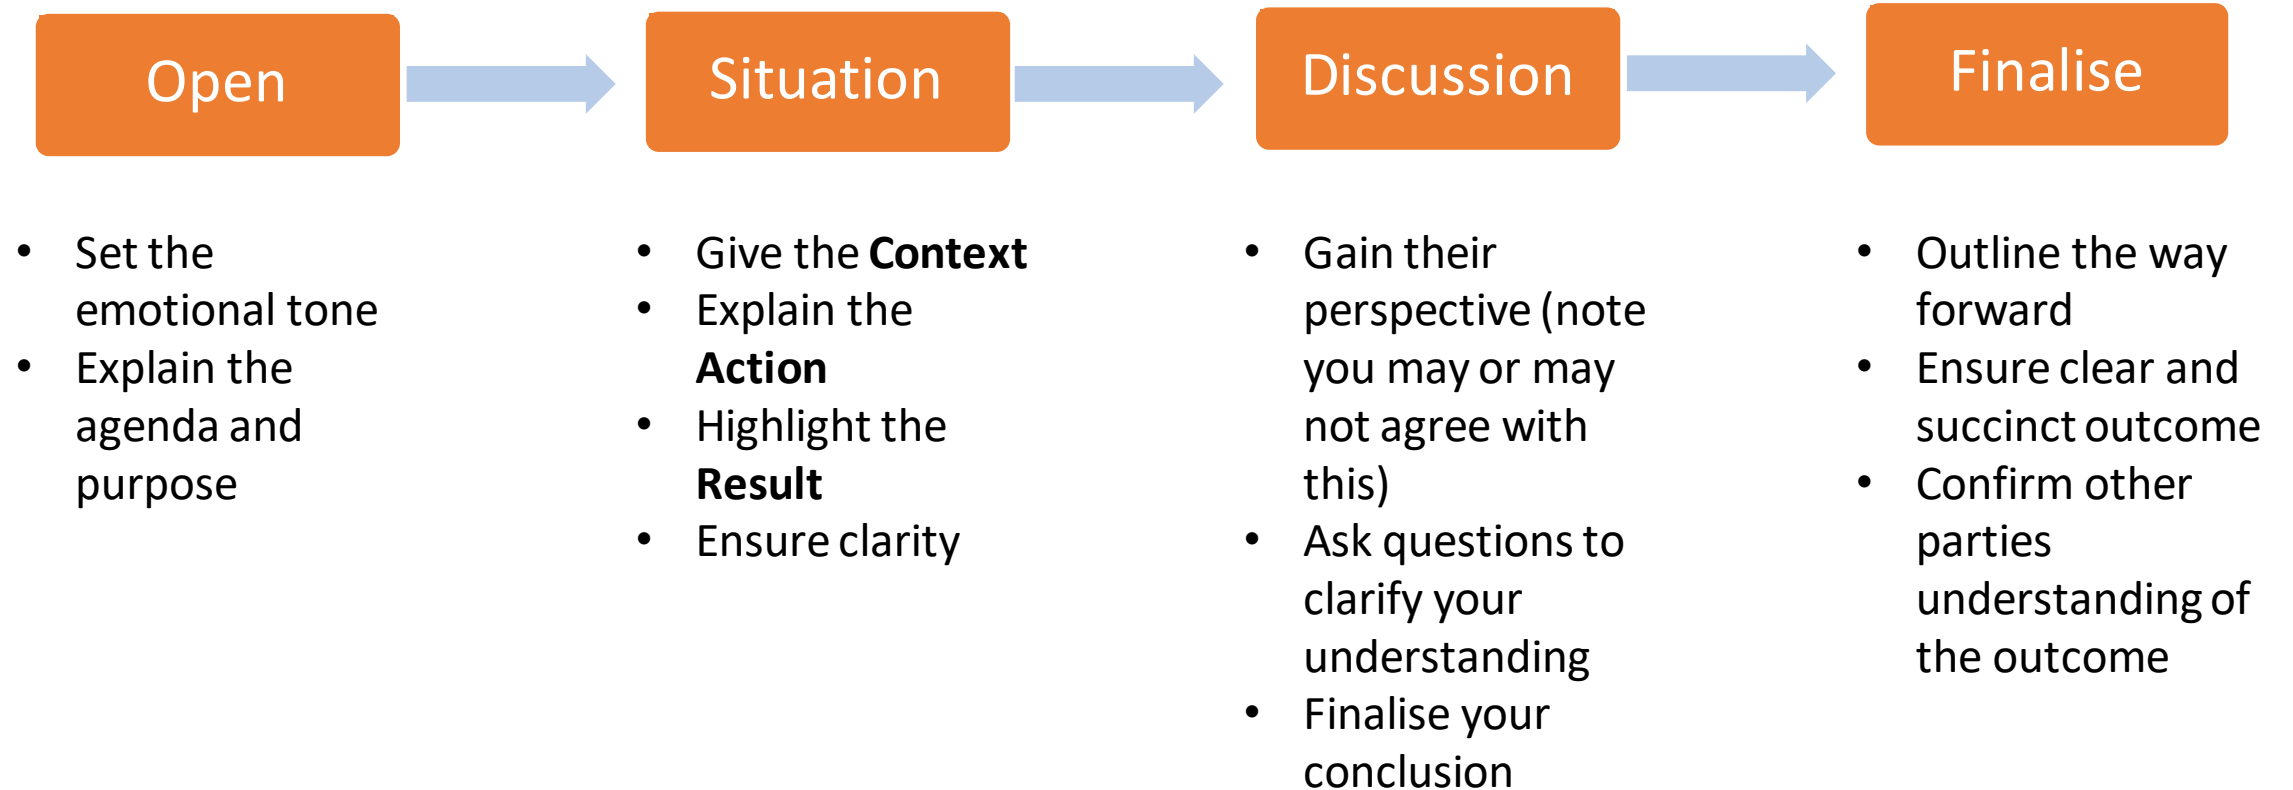 Open
Situation
Discussion
Finalise
• Set the
emotional tone
• Explain the
agenda and
purpose
• Give the Context
• Explain the
Action
• Highlight the
Result
• Ensure clarity
• Gain their
perspective (note
you may or may
not agree with
this)
• Ask questions to
clarify your
understanding
• Finalise your
conclusion
• Outline the way
forward
• Ensure clear and
succinct outcome
• Confirm other
parties
understanding of
the outcome